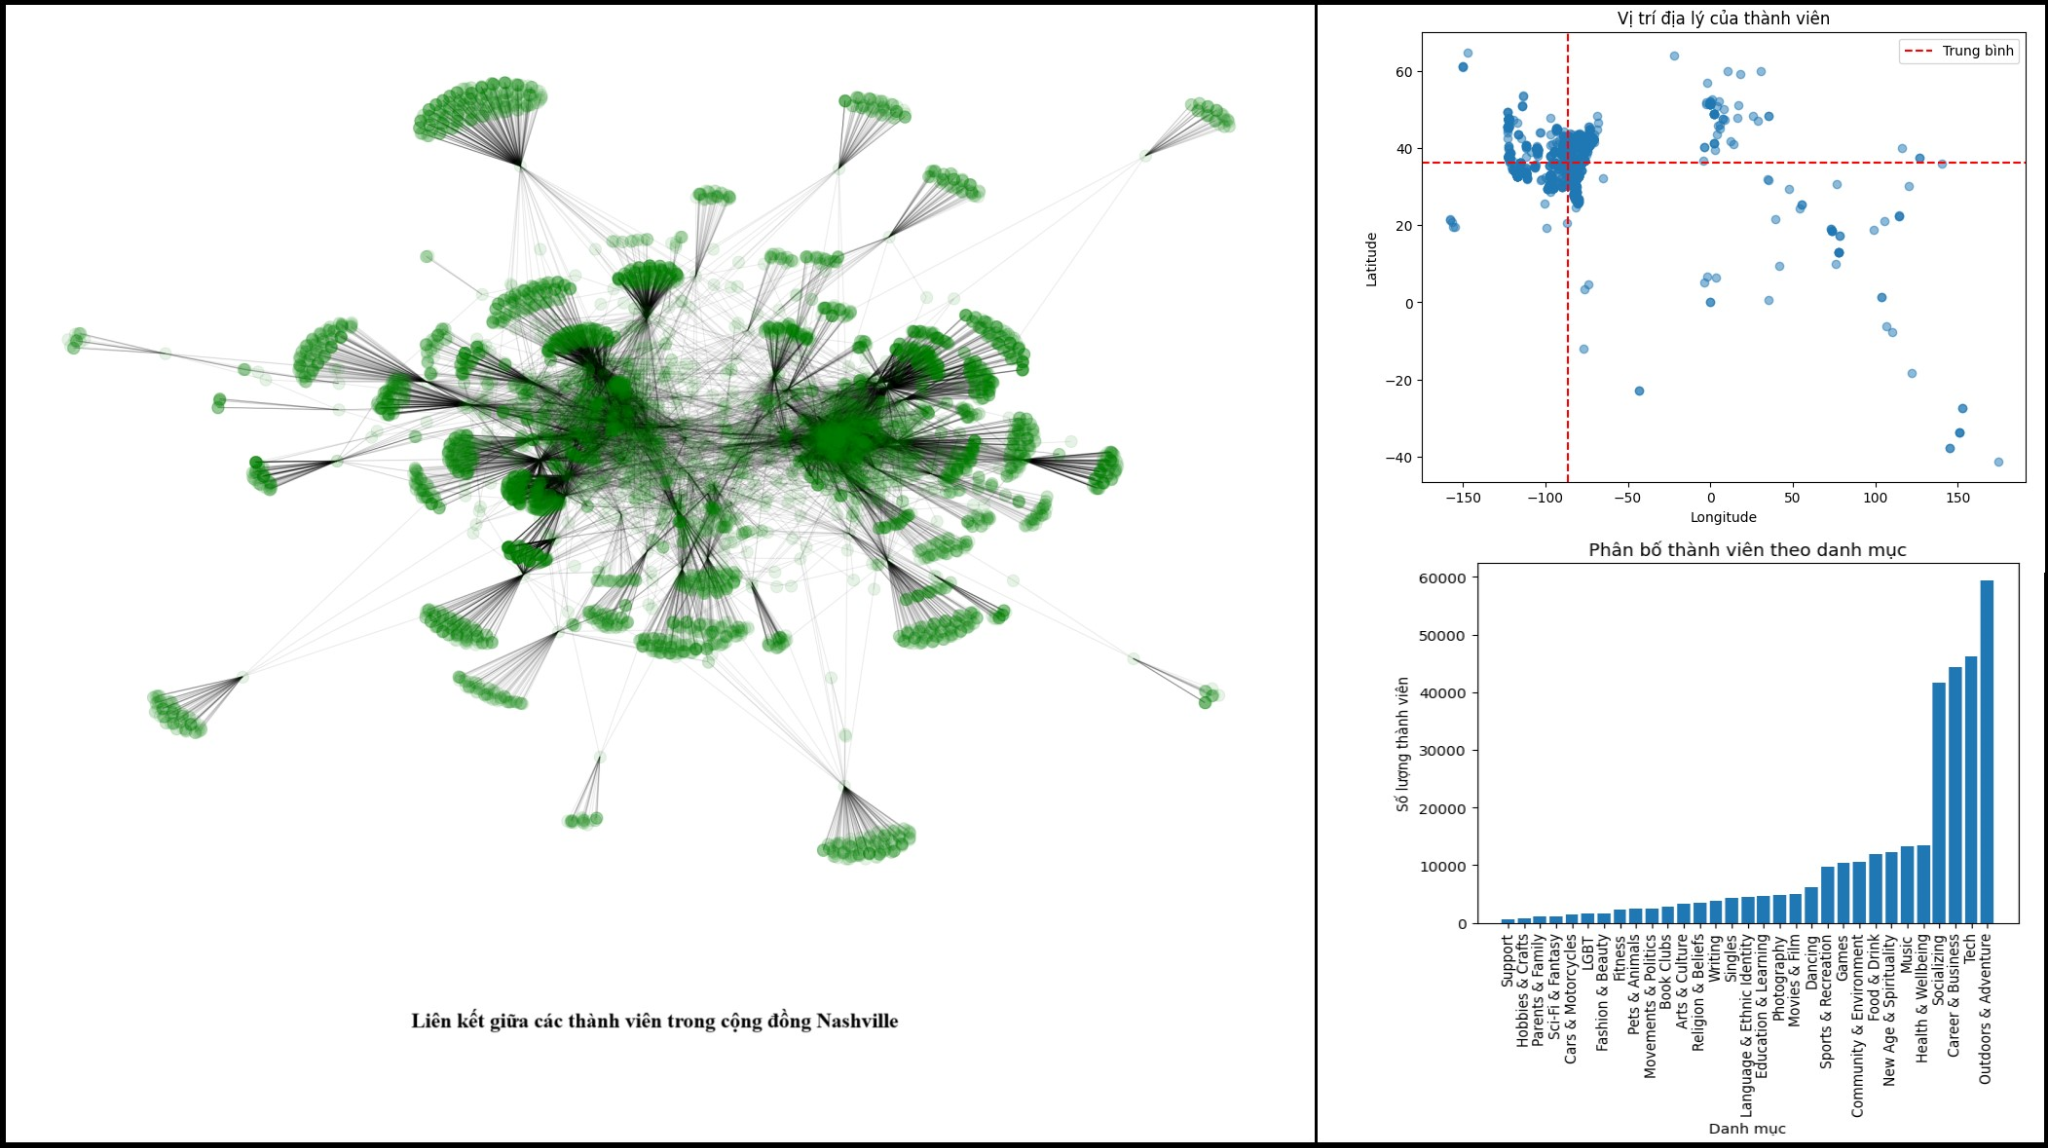 Liên kết giữa các thành viên trong cộng đồng Nashville
Vị trí địa lý của thành viên
Trung bình
60
40
20
0
−20
−40
Latitude
−150
−100
−50
0
50
100
150
Longitude
Phân bố thành viên theo danh mục
60000
50000
40000
30000
20000
10000
0
Số lượng thành viên
Support
Hobbies & Crafts
Parents & Family
Sci-Fi & Fantasy
Cars & Motorcycles
LGBT
Fashion & Beauty
Fitness
Pets & Animals
Movements & Politics
Book Clubs
Arts & Culture
Religion & Beliefs
Writing
Singles
Language & Ethnic Identity
Education & Learning
Photography
Movies & Film
Dancing
Sports & Recreation
Games
Community & Environment
Food & Drink
New Age & Spirituality
Music
Health & Wellbeing
Socializing
Career & Business
Tech
Outdoors & Adventure
Danh mục